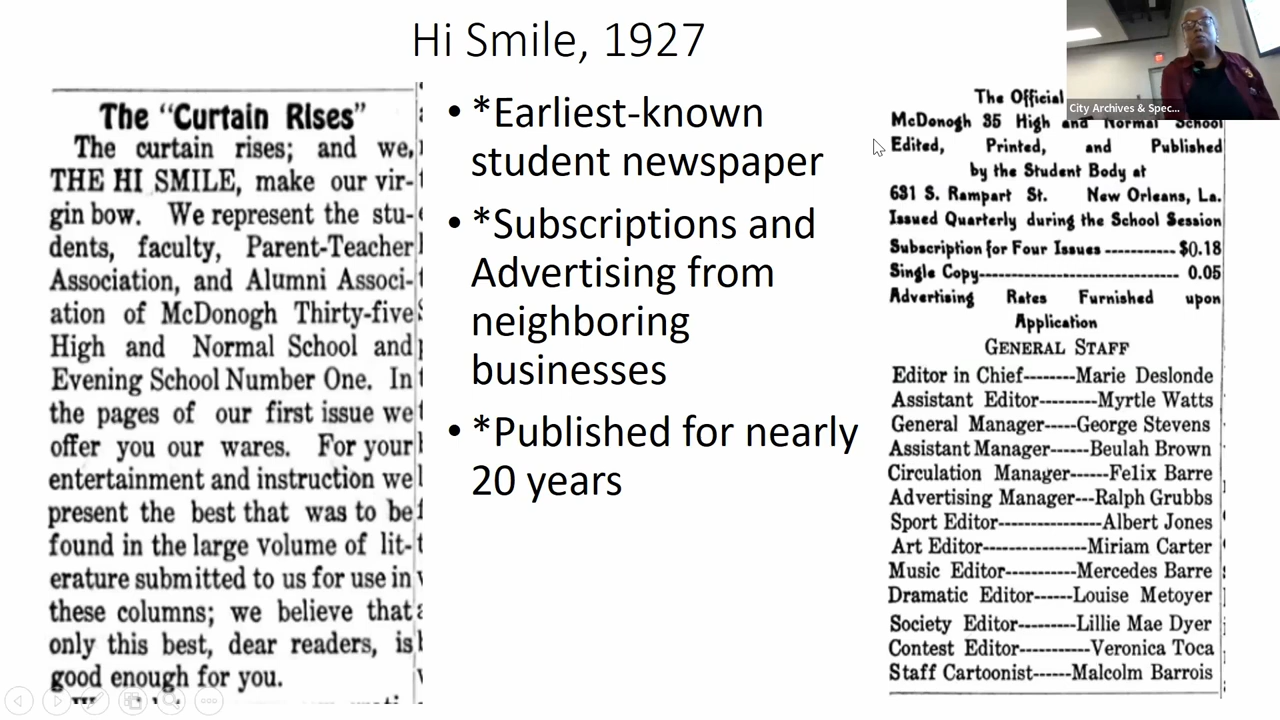 Hi Smile, 1927
The "Curtain Rises"
The curtain rises; and we,
THE HI SMILE, make our vir-
gin bow. We represent the stu-
dents, faculty, Parent-Teacher
Association, and Alumni Associ-
ation of McDonogh Thirty-five
High and Normal School and
Evening School Number One. In
the pages of our first issue we
offer you our wares. For your
entertainment and instruction we
present the best that was to be
found in the large volume of lit-
erature submitted to us for use in
these columns; we believe that
only this best, dear readers, is
good enough for you.
• *Earliest-known
student newspaper
• *Subscriptions and
Advertising from
neighboring
businesses
• *Published for nearly
20 years
City Archives & Spec...
The Official
McDonogh 35 High and Normal School
Edited, Printed, and Published
by the Student Body at
631 S. Rampart St. New Orleans, La.
Issued Quarterly during the School Session
Subscription for Four Issues ----------- $0.18
Single Copy------------------------------- 0.05
Advertising Rates Furnished upon
Application
GENERAL STAFF
Editor in Chief--------Marie Deslonde
Assistant Editor---------Myrtle Watts
General Manager-----George Stevens
Assistant Manager------Beulah Brown
Circulation Manager------Felix Barre
Advertising Manager---Ralph Grubbs
Sport Editor----------------Albert Jones
Art Editor----------------Miriam Carter
Music Editor-----------Mercedes Barre
Dramatic Editor------Louise Metoyer
Society Editor---------Lillie Mae Dyer
Contest Editor-----------Veronica Toca
Staff Cartoonist------Malcolm Barrois